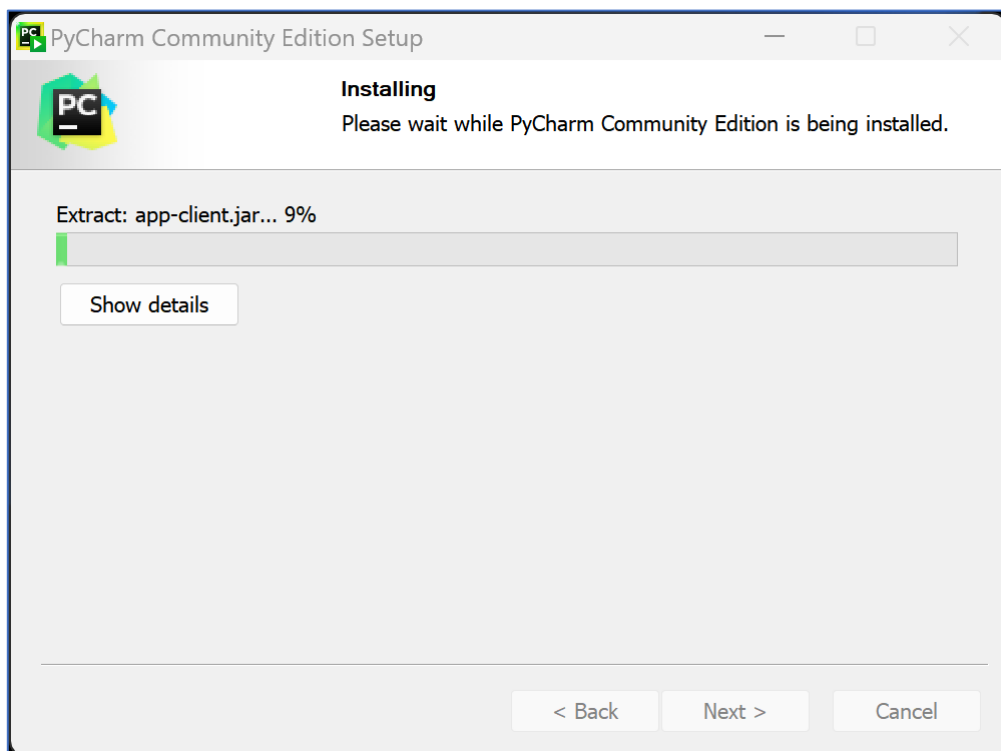 PC PyCharm Community Edition Setup
PC
Installing
Please wait while PyCharm Community Edition is being installed.
Extract: app-client.jar... 9%
Show details
< Back Next > Cancel